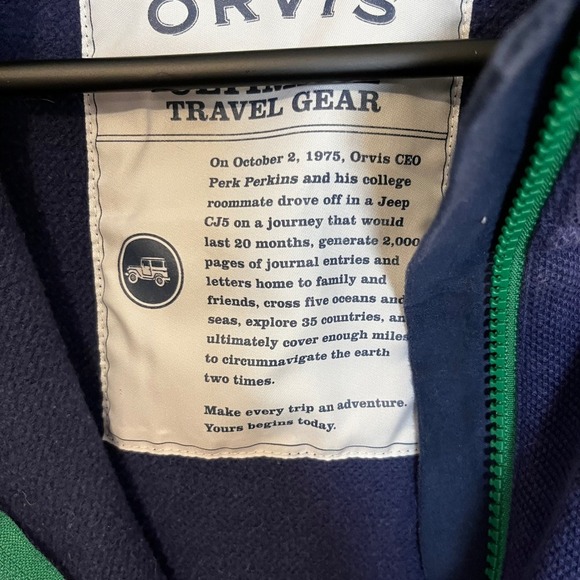 ORVIS
ULTIMATE
TRAVEL GEAR
On October 2, 1975, Orvis CEO
Perk Perkins and his college
roommate drove off in a Jeep
CJ5 on a journey that would
last 20 months, generate 2,000
pages of journal entries and
letters home to family and
friends, cross five oceans and
seas, explore 35 countries, an
ultimately cover enough miles
to circumnavigate the earth
two times.
Make every trip an adventure.
Yours begins today.